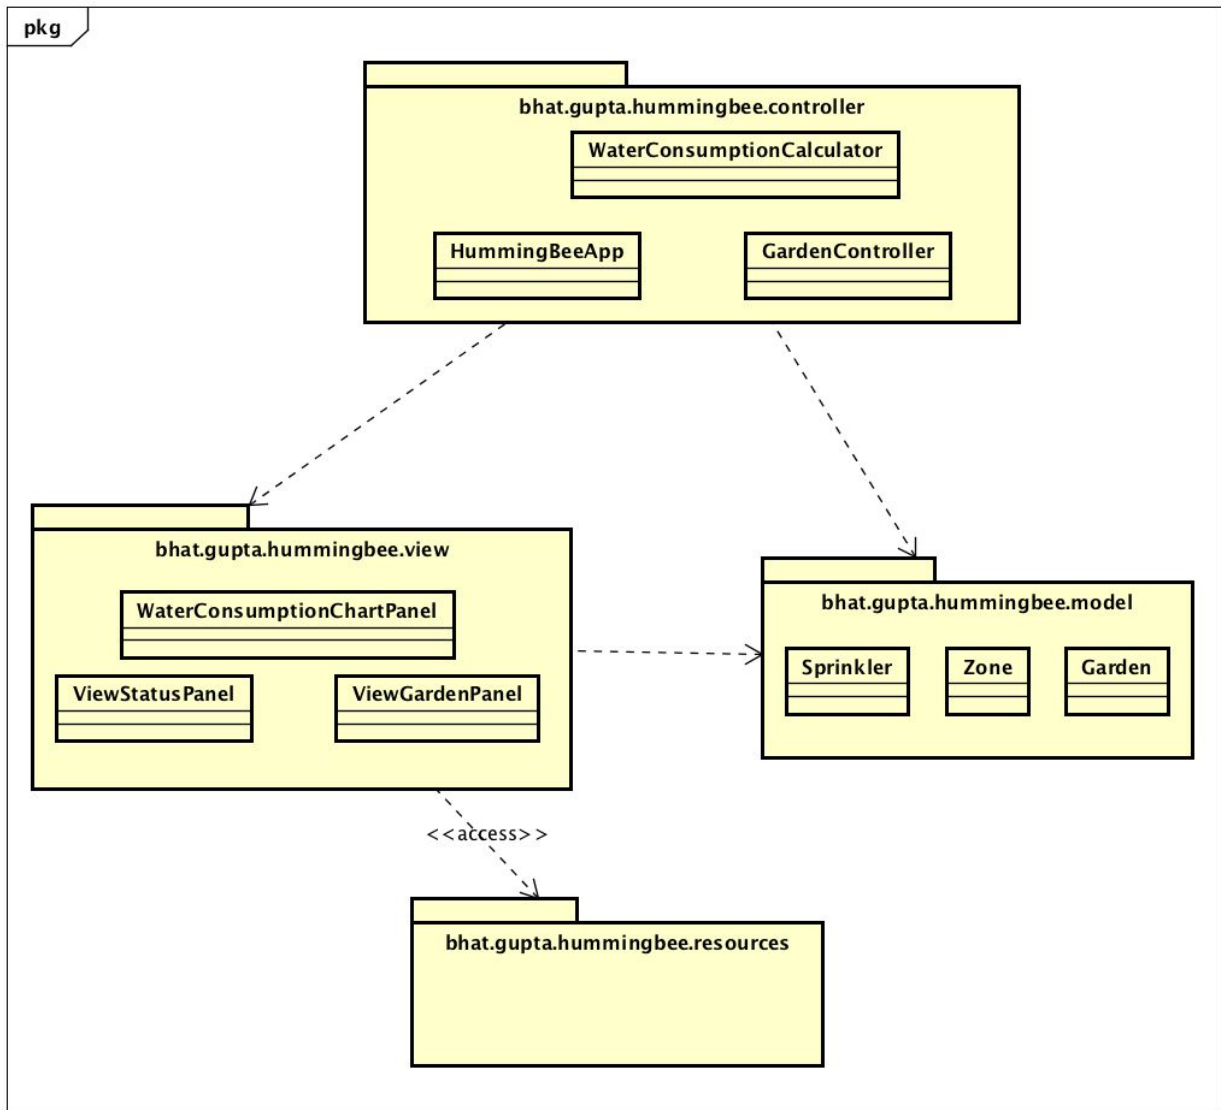 pkg
bhat.gupta.hummingbee.controller
WaterConsumptionCalculator
HummingBeeApp
GardenController
bhat.gupta.hummingbee.view
WaterConsumptionChartPanel
ViewStatusPanel
ViewGardenPanel
bhat.gupta.hummingbee.model
Sprinkler
Zone
Garden
<<access>>
bhat.gupta.hummingbee.resources